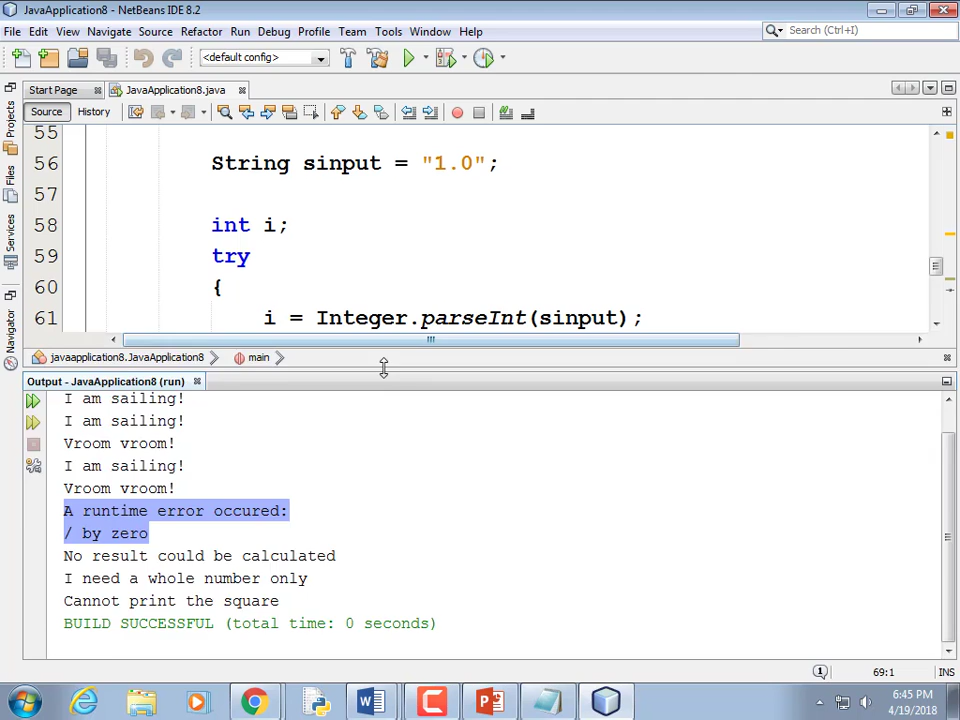 JavaApplication8 - NetBeans IDE 8.2
File Edit View Navigate Source Refactor Run Debug Profile Team Tools Window Help
Search (Ctrl+I)
<default config>
Start Page
JavaApplication8.java
Source History
Projects
Files
Services
Navigator
55
56 String sinput = "1.0";
57
58 int i;
59 try
60 {
61 i = Integer.parseInt(sinput);
javaapplication8.JavaApplication8 main
Output - JavaApplication8 (run)
I am sailing!
I am sailing!
Vroom vroom!
I am sailing!
Vroom vroom!
A runtime error occured:
/ by zero
No result could be calculated
I need a whole number only
Cannot print the square
BUILD SUCCESSFUL (total time: 0 seconds)
1 69:1 INS
6:45 PM
4/19/2018